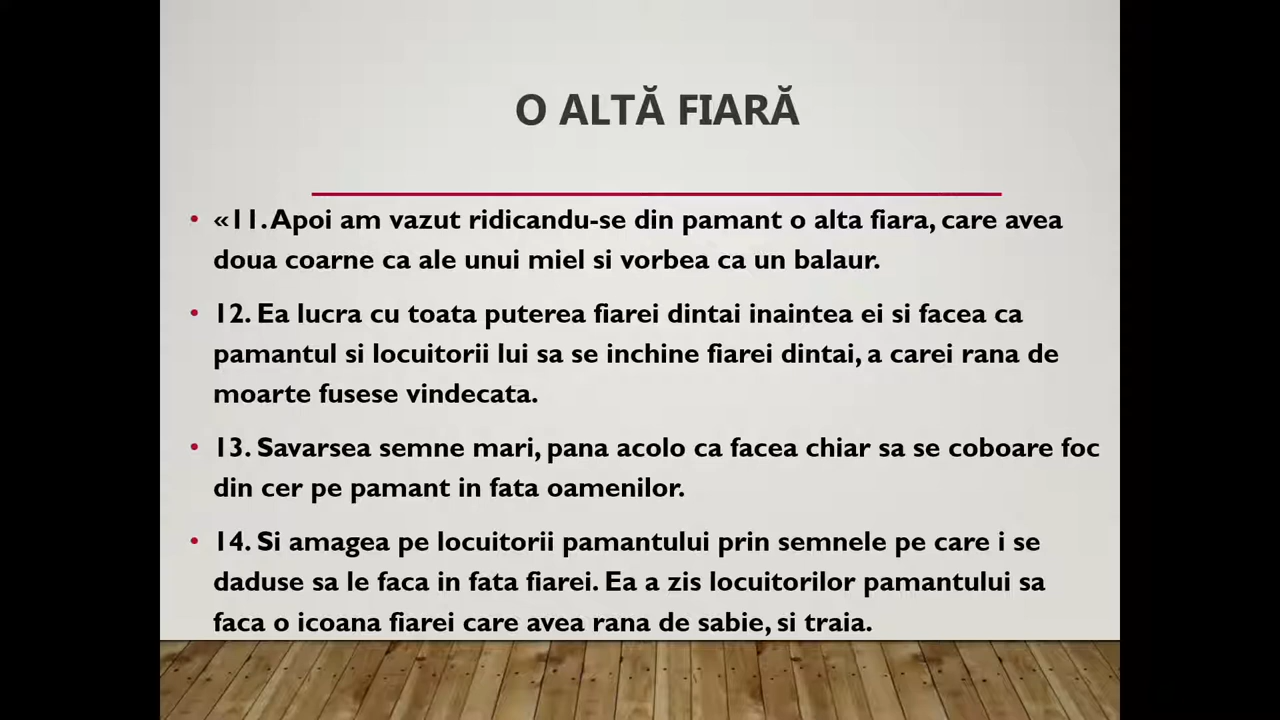 O ALTĂ FIARĂ
• «11. Apoi am vazut ridicandu-se din pamant o alta fiara, care avea
doua coarne ca ale unui miel si vorbea ca un balaur.
• 12. Ea lucra cu toata puterea fiarei dintai inaintea ei si facea ca
pamantul si locuitorii lui sa se inchine fiarei dintai, a carei rana de
moarte fusese vindecata.
• 13. Savarsea semne mari, pana acolo ca facea chiar sa se coboare foc
din cer pe pamant in fata oamenilor.
• 14. Si amagea pe locuitorii pamantului prin semnele pe care i se
daduse sa le faca in fata fiarei. Ea a zis locuitorilor pamantului sa
faca o icoana fiarei care avea rana de sabie, si traia.